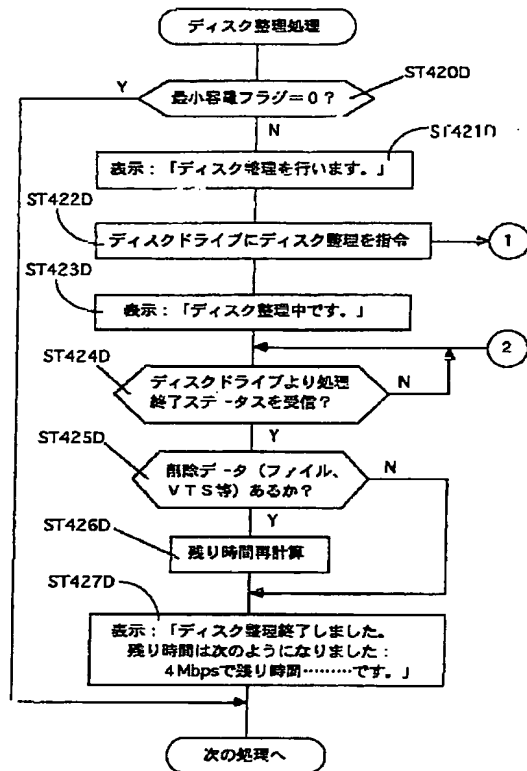 ディスク整理処理
ST420D
Y
最小容量フラグ=0?
N
ST421D
表示:「ディスク整理を行います。」
ST422D
ディスクドライブにディスク整理を指令
1
ST423D
表示:「ディスク整理中です。」
2
ST424D
ディスクドライブより処理
終了ステータスを受信?
N
Y
ST425D
削除データ(ファイル、
VTS等)あるか?
N
Y
ST426D
残り時間再計算
ST427D
表示:「ディスク整理終了しました。
残り時間は次のようになりました:
4Mbpsで残り時間………です。」
次の処理へ